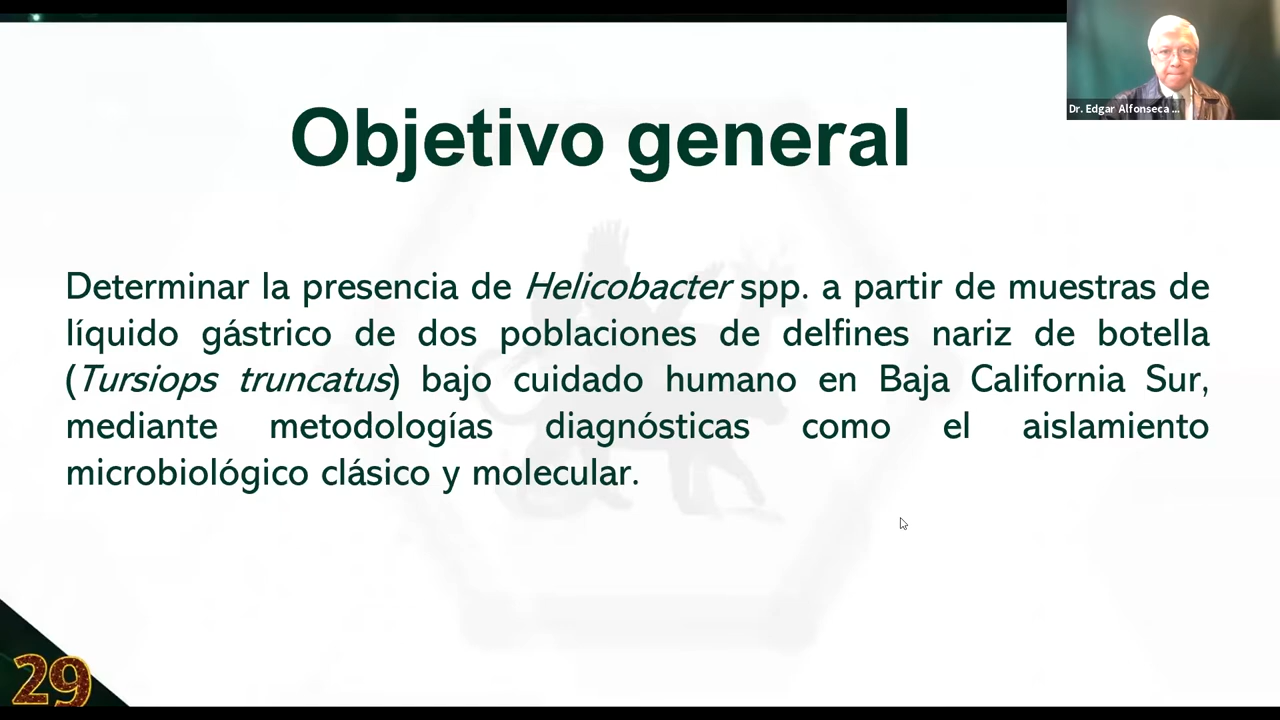 Dr. Edgar Alfonseca ...
Objetivo general
Determinar la presencia de Helicobacter spp. a partir de muestras de
líquido gástrico de dos poblaciones de delfines nariz de botella
(Tursiops truncatus) bajo cuidado humano en Baja California Sur,
mediante metodologías diagnósticas como el aislamiento
microbiológico clásico y molecular.
29